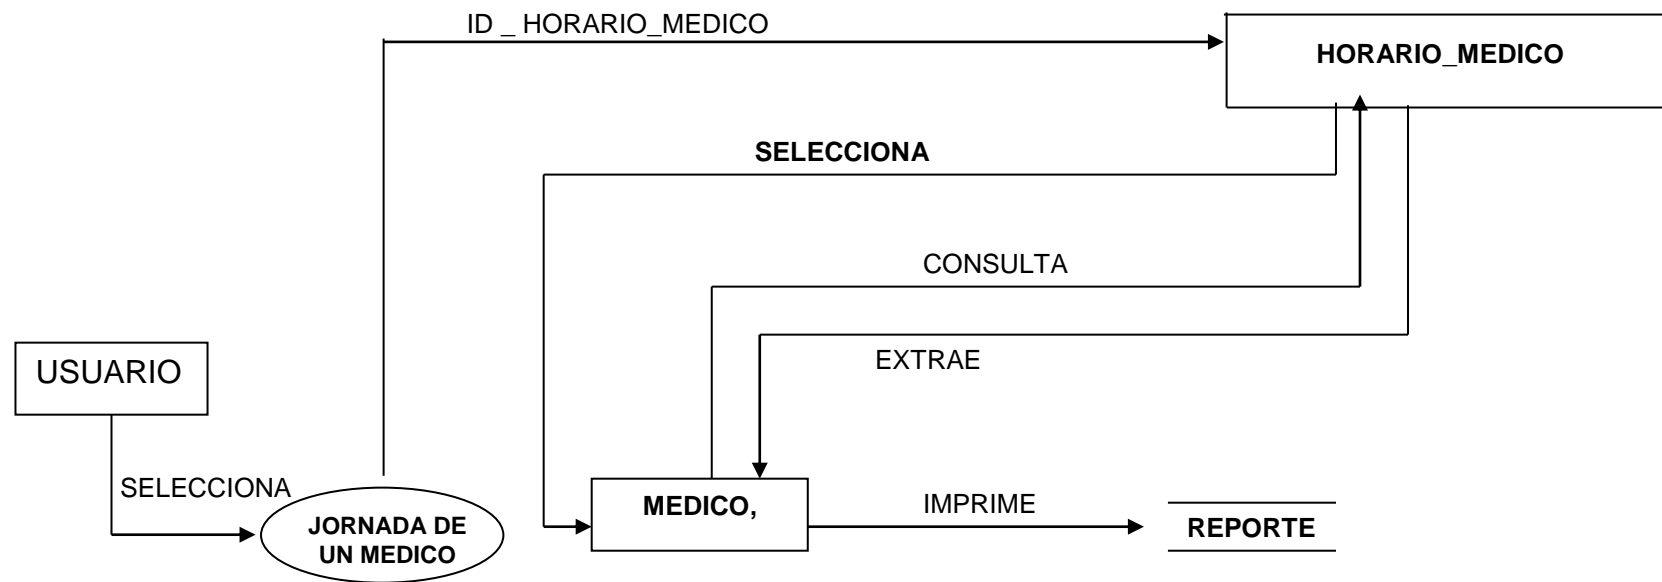 ID _ HORARIO_MEDICO
HORARIO_MEDICO
SELECCIONA
CONSULTA
EXTRAE
USUARIO
SELECCIONA
JORNADA DE
UN MEDICO
MEDICO,
IMPRIME
REPORTE